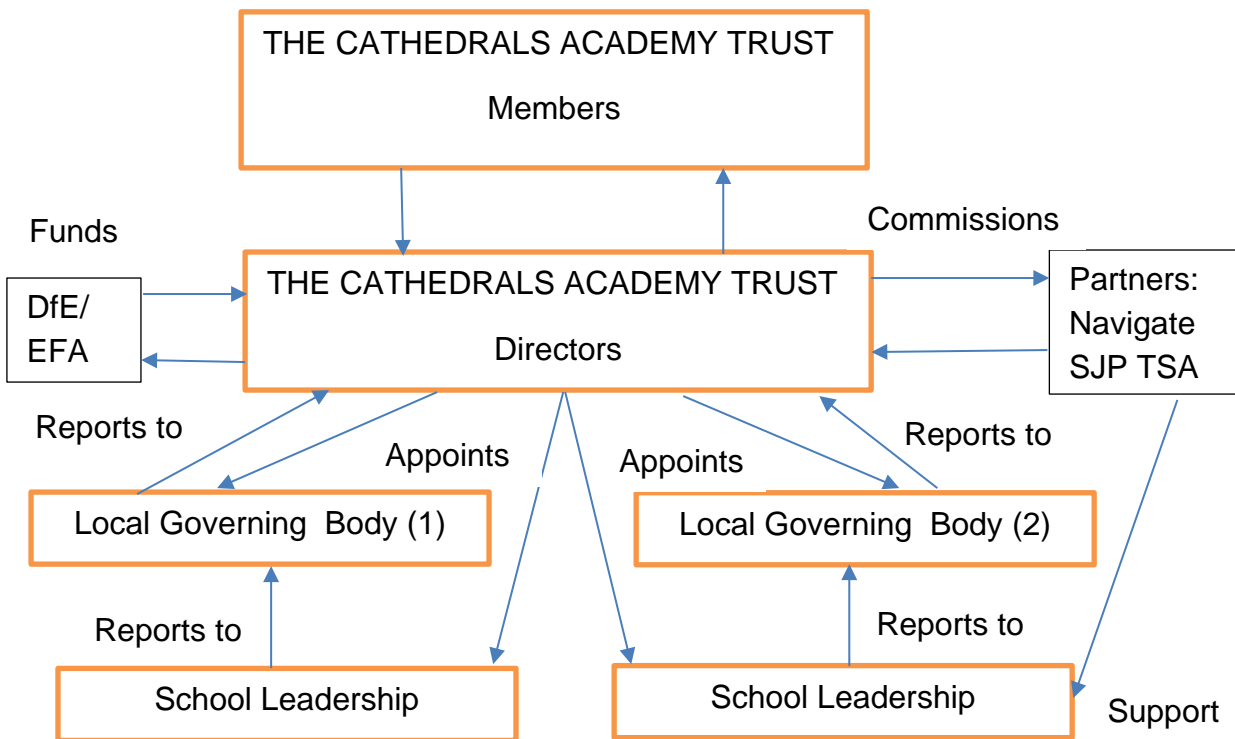 THE CATHEDRALS ACADEMY TRUST
Members
Funds
Commissions
DfE/
EFA
THE CATHEDRALS ACADEMY TRUST
Directors
Partners:
Navigate
SJP TSA
Reports to
Appoints
Appoints
Reports to
Local Governing  Body (1)
Local Governing  Body (2)
Reports to
Reports to
School Leadership
School Leadership
Support